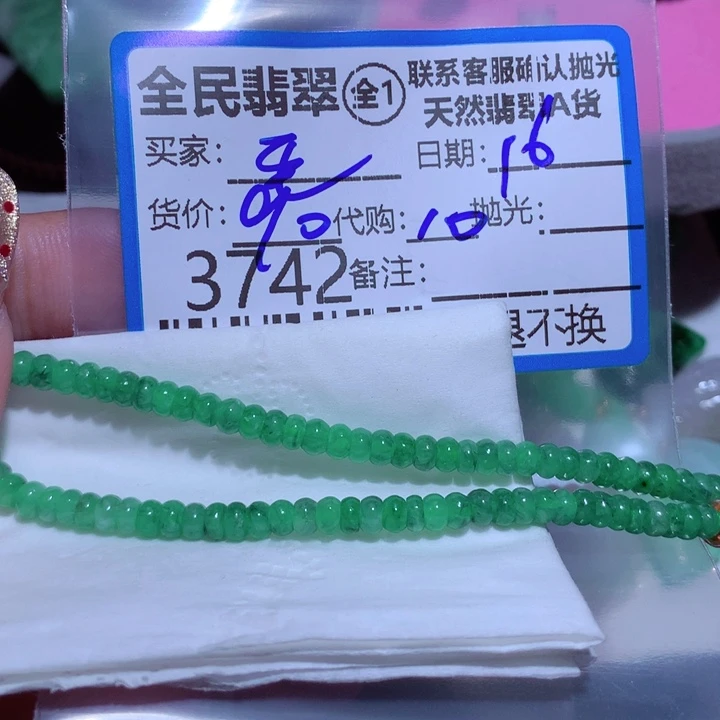 全民翡翠 全1 联系客服确认抛光
天然翡翠A货
买家: 日期: 16
货价: 90 代购: 10 抛光:
3742 备注:
退不换